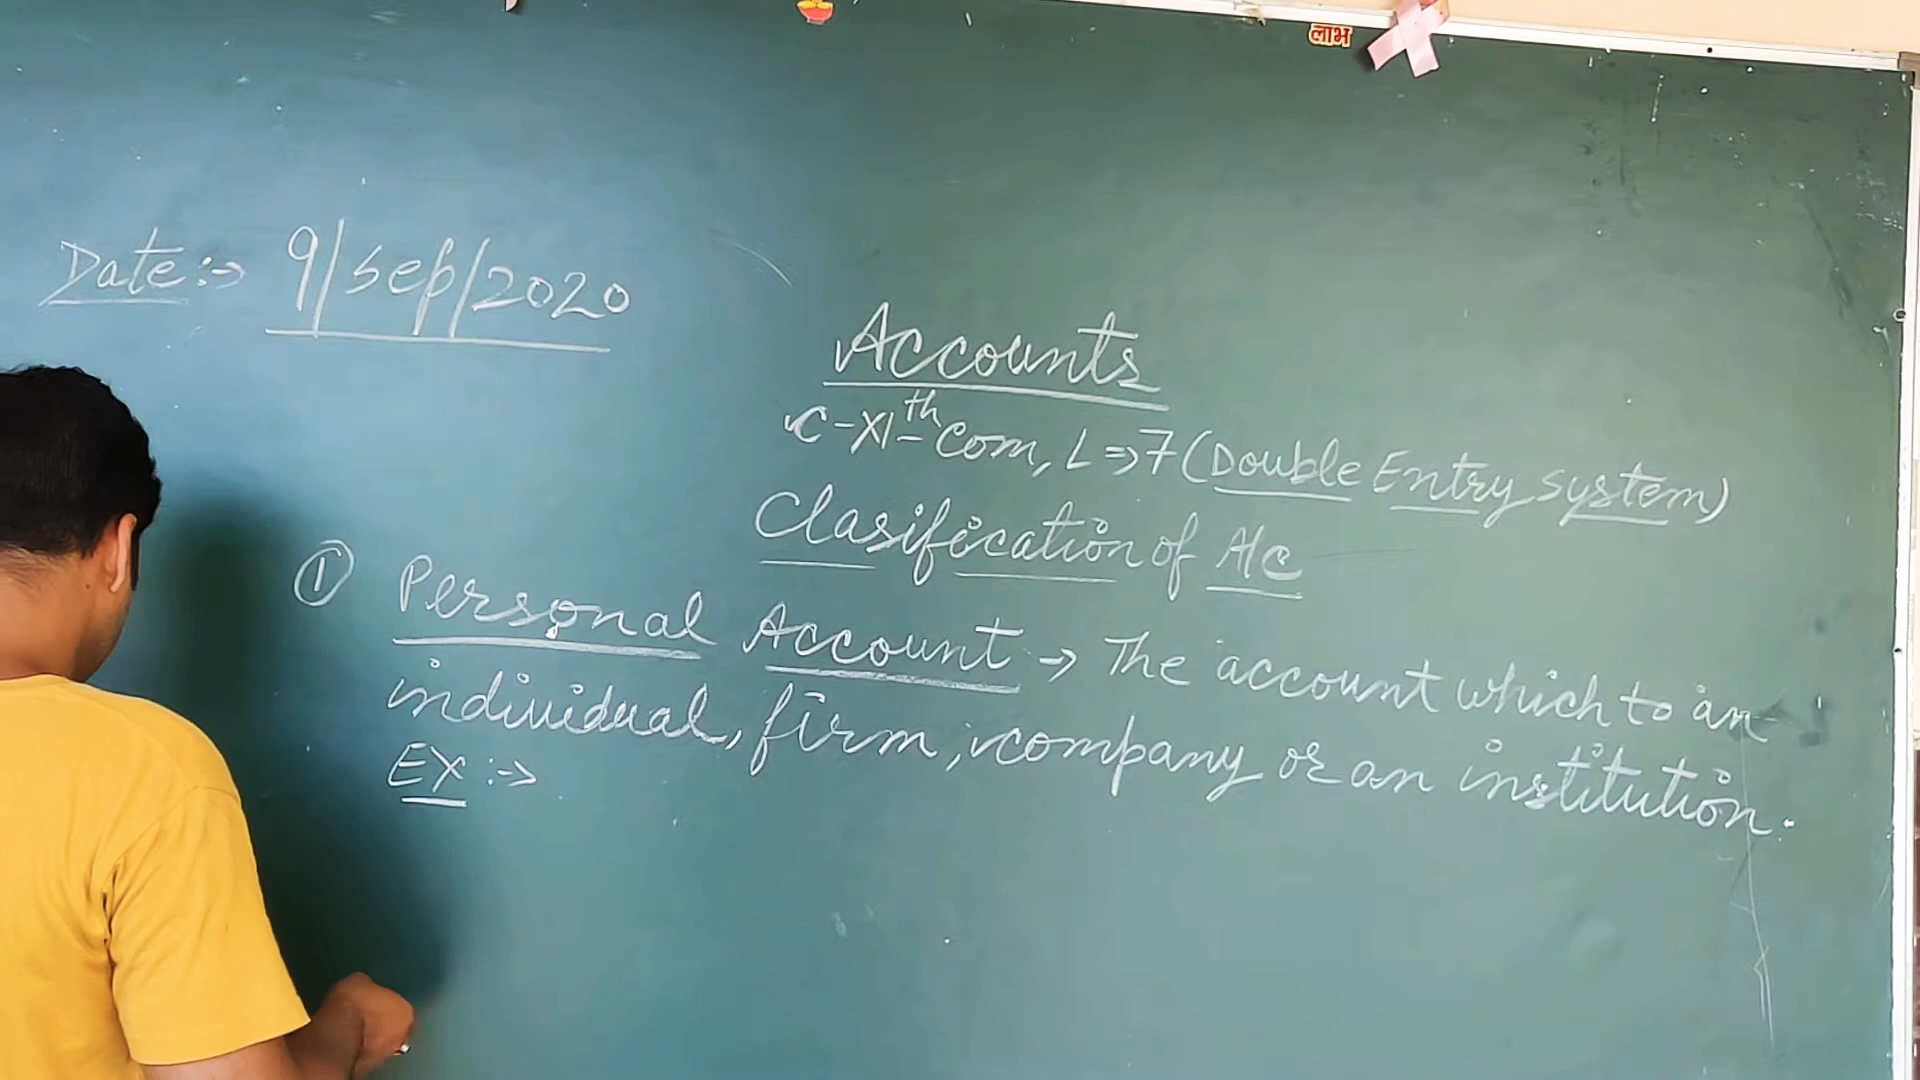 लाभ
Date:→ 9/Sep/2020
Accounts
C-XIth Com, L⇒7 (Double Entry System)
Clasification of A/c
① Personal Account → The account which to an
individual, firm, company or an institution.
EX:→